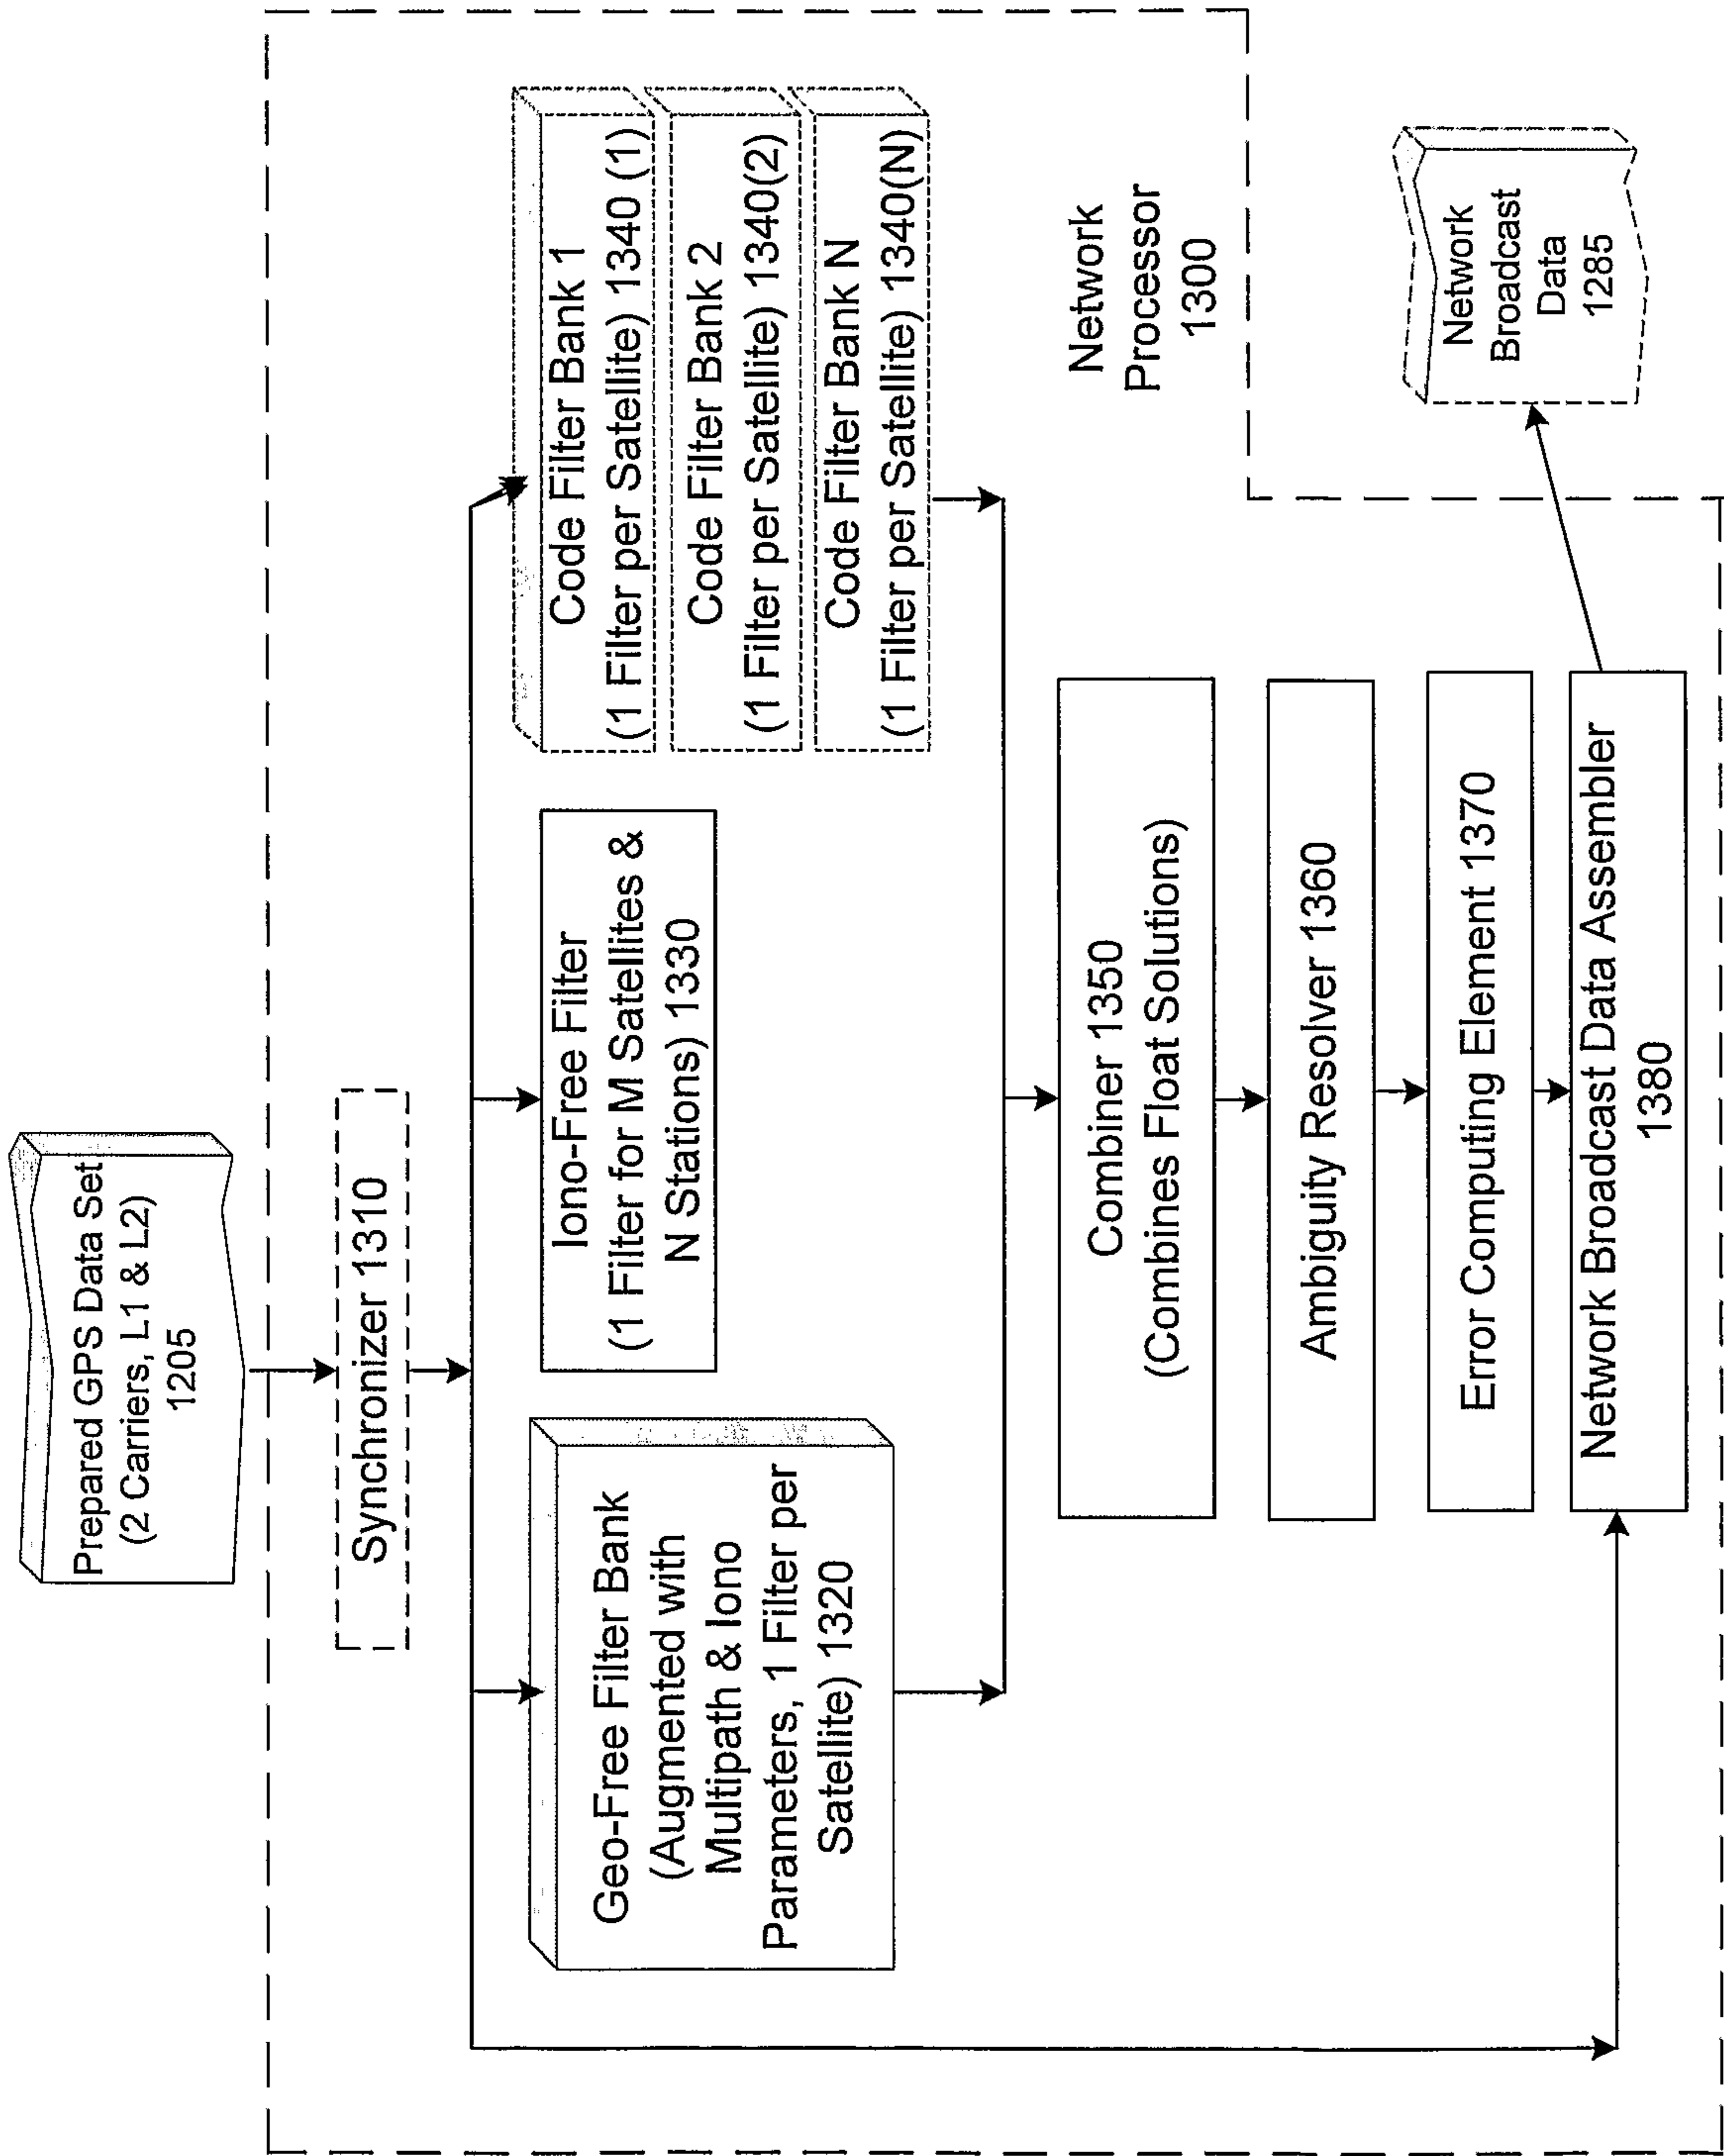 Prepared GPS Data Set
(2 Carriers, L1 & L2)
1205
Synchronizer 1310
Geo-Free Filter Bank
(Augmented with
Multipath & Iono
Parameters, 1 Filter per
Satellite) 1320
Iono-Free Filter
(1 Filter for M Satellites &
N Stations) 1330
Code Filter Bank 1
(1 Filter per Satellite) 1340 (1)
Code Filter Bank 2
(1 Filter per Satellite) 1340(2)
Code Filter Bank N
(1 Filter per Satellite) 1340(N)
Combiner 1350
(Combines Float Solutions)
Network
Processor
1300
Ambiguity Resolver 1360
Error Computing Element 1370
Network Broadcast Data Assembler
1380
Network
Broadcast
Data
1285